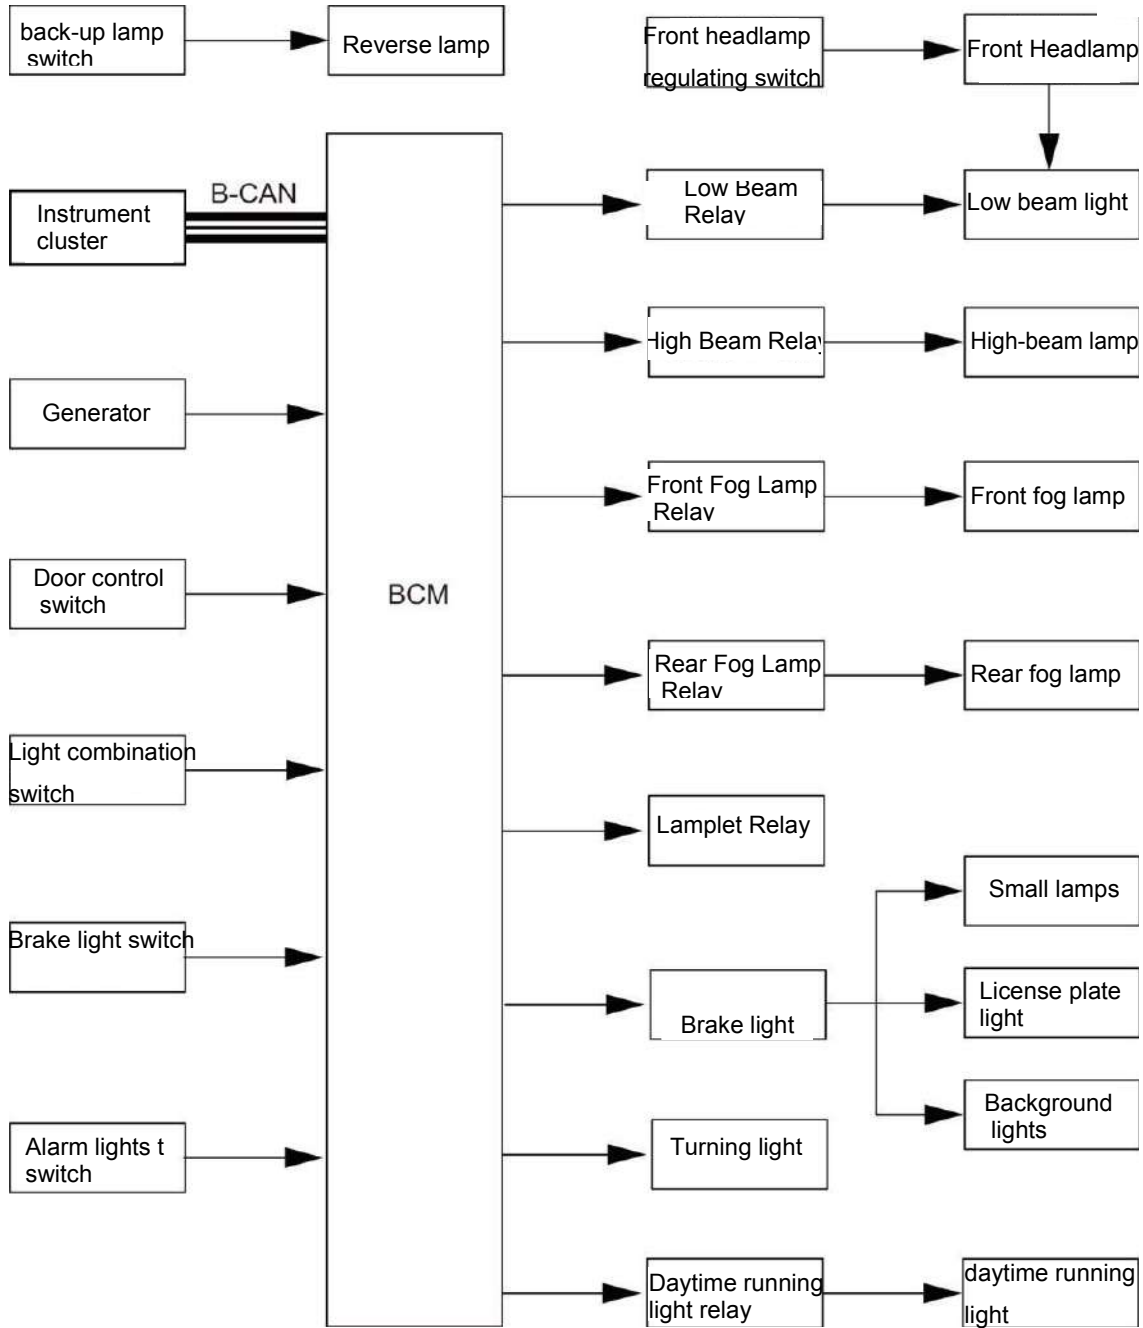 back-up lamp
switch
Reverse lamp
Front headlamp
regulating switch
Front Headlamp
B-CAN
Instrument
cluster
Low Beam
Relay
Low beam light
High Beam Relay
High-beam lamp
Generator
Front Fog Lamp
Relay
Front fog lamp
Door control
switch
BCM
Rear Fog Lamp
Relay
Rear fog lamp
Light combination
switch
Lamplet Relay
Small lamps
Brake light switch
Brake light
License plate
light
Alarm lights t
switch
Turning light
Background
lights
Daytime running
light relay
daytime running
light